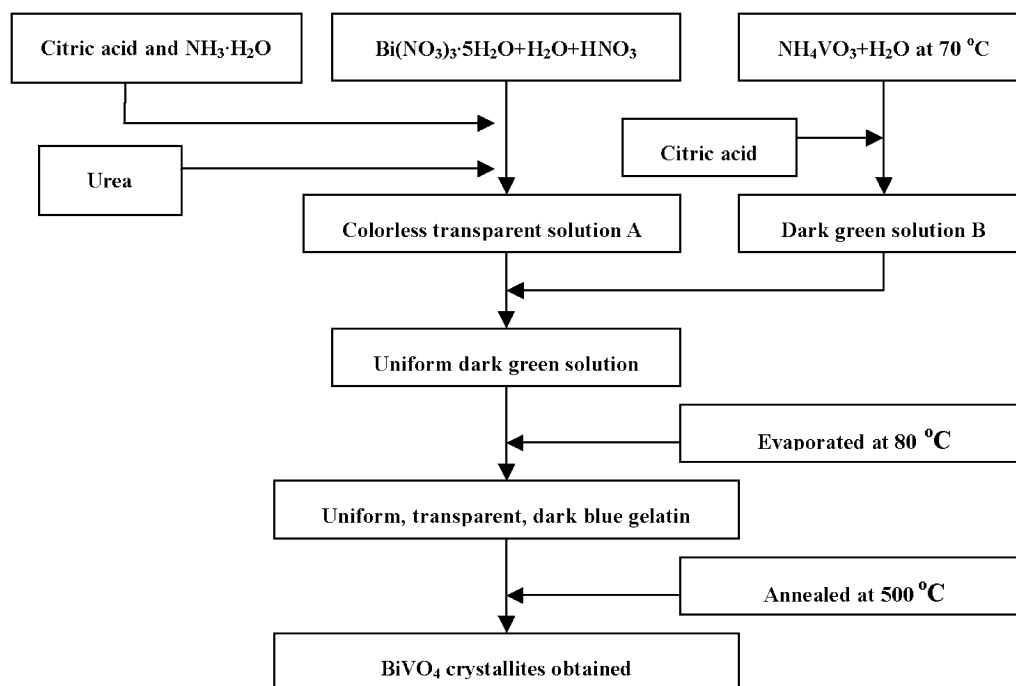 Citric acid and NH₃·H₂O
Bi(NO₃)₃·5H₂O+H₂O+HNO₃
NH₄VO₃+H₂O at 70 °C
Citric acid
Urea
Colorless transparent solution A
Dark green solution B
Uniform dark green solution
Evaporated at 80 °C
Uniform, transparent, dark blue gelatin
Annealed at 500 °C
BiVO₄ crystallites obtained